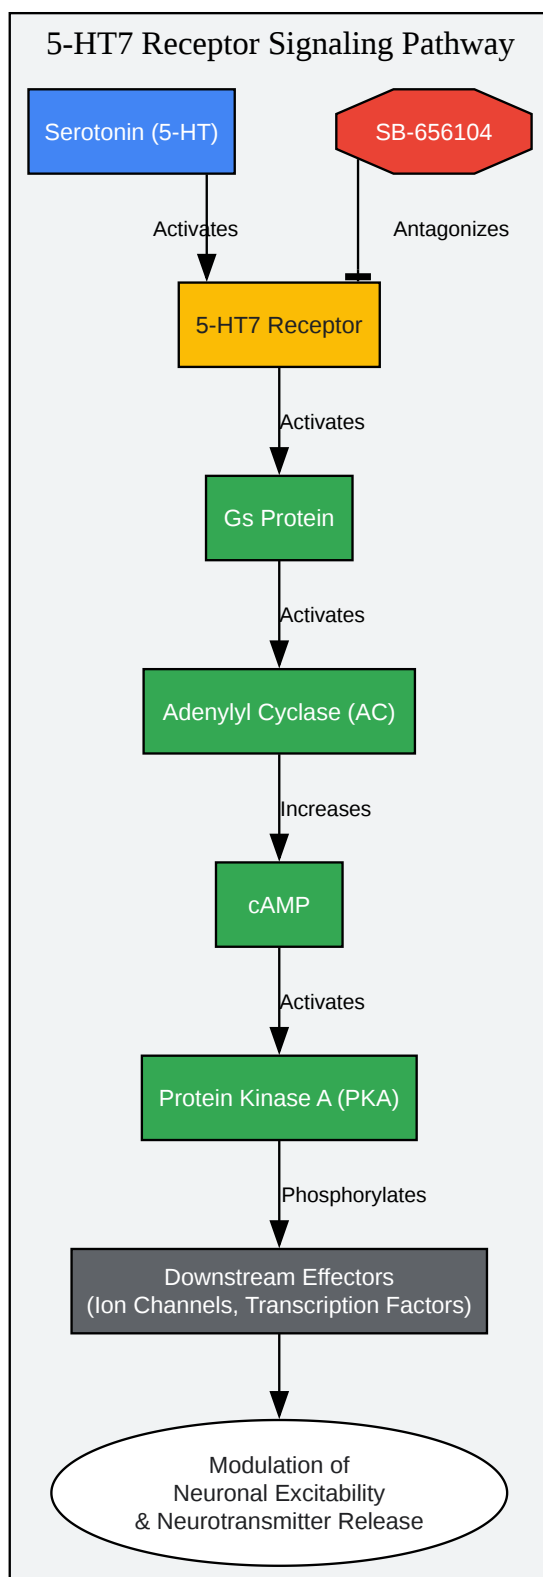 5-HT7 Receptor Signaling Pathway
Serotonin (5-HT)
SB-656104
Activates
Antagonizes
5-HT7 Receptor
Activates
Gs Protein
Activates
Adenylyl Cyclase (AC)
Increases
cAMP
Activates
Protein Kinase A (PKA)
Phosphorylates
Downstream Effectors
(Ion Channels, Transcription Factors)
Modulation of
Neuronal Excitability
& Neurotransmitter Release